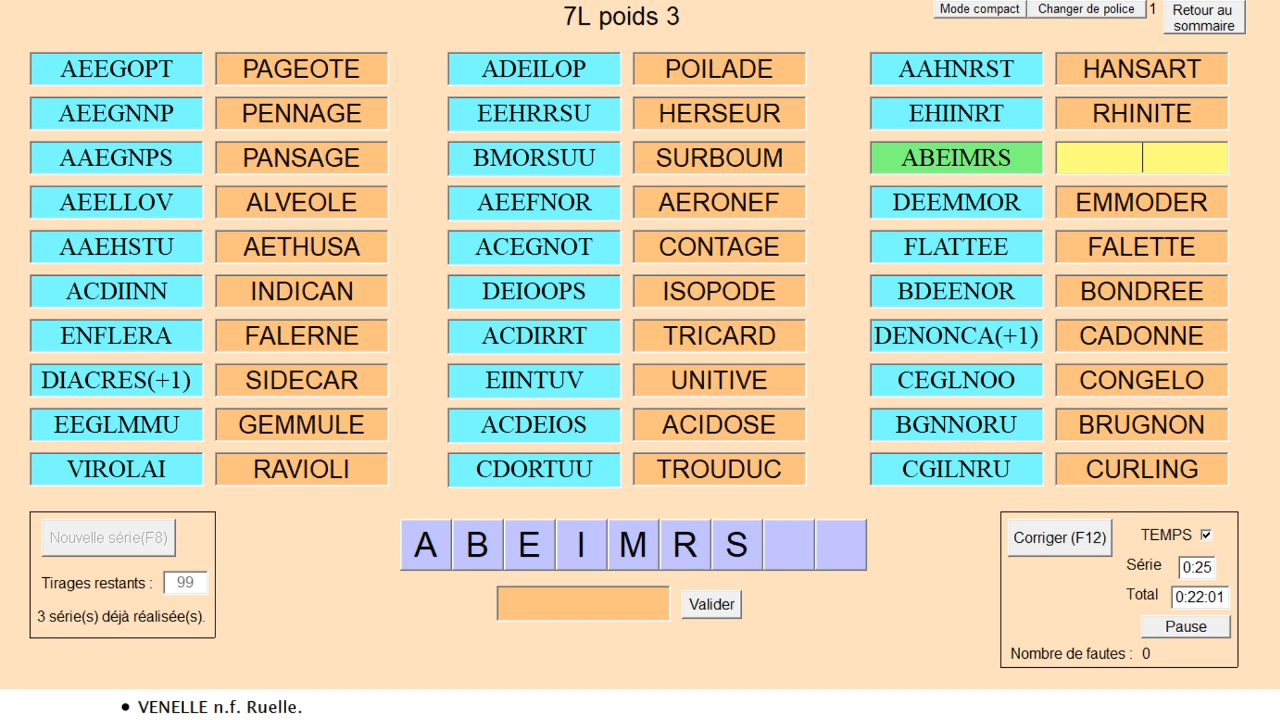 7L poids 3
Mode compact Changer de police 1 Retour au
sommaire
AEEGOPT PAGEOTE ADEILOP POILADE AAHNRST HANSART
AEEGNNP PENNAGE EEHRRSU HERSEUR EHIINRT RHINITE
AAEGNPS PANSAGE BMORSUU SURBOUM ABEIMRS
AEELLOV ALVEOLE AEEFNOR AERONEF DEEMMOR EMMODER
AAEHSTU AETHUSA ACEGNOT CONTAGE FLATTEE FALETTE
ACDIINN INDICAN DEIOOPS ISOPODE BDEENOR BONDREE
ENFLERA FALERNE ACDIRRT TRICARD DENONCA(+1) CADONNE
DIACRES(+1) SIDECAR EIINTUV UNITIVE CEGLNOO CONGELO
EEGLMMU GEMMULE ACDEIOS ACIDOSE BGNNORU BRUGNON
VIROLAI RAVIOLI CDORTUU TROUDUC CGILNRU CURLING
Nouvelle série(F8)
Tirages restants : 99
3 série(s) déjà réalisée(s).
A B E I M R S
Valider
Corriger (F12) TEMPS
Série 0:25
Total 0:22:01
Pause
Nombre de fautes : 0
• VENELLE n.f. Ruelle.